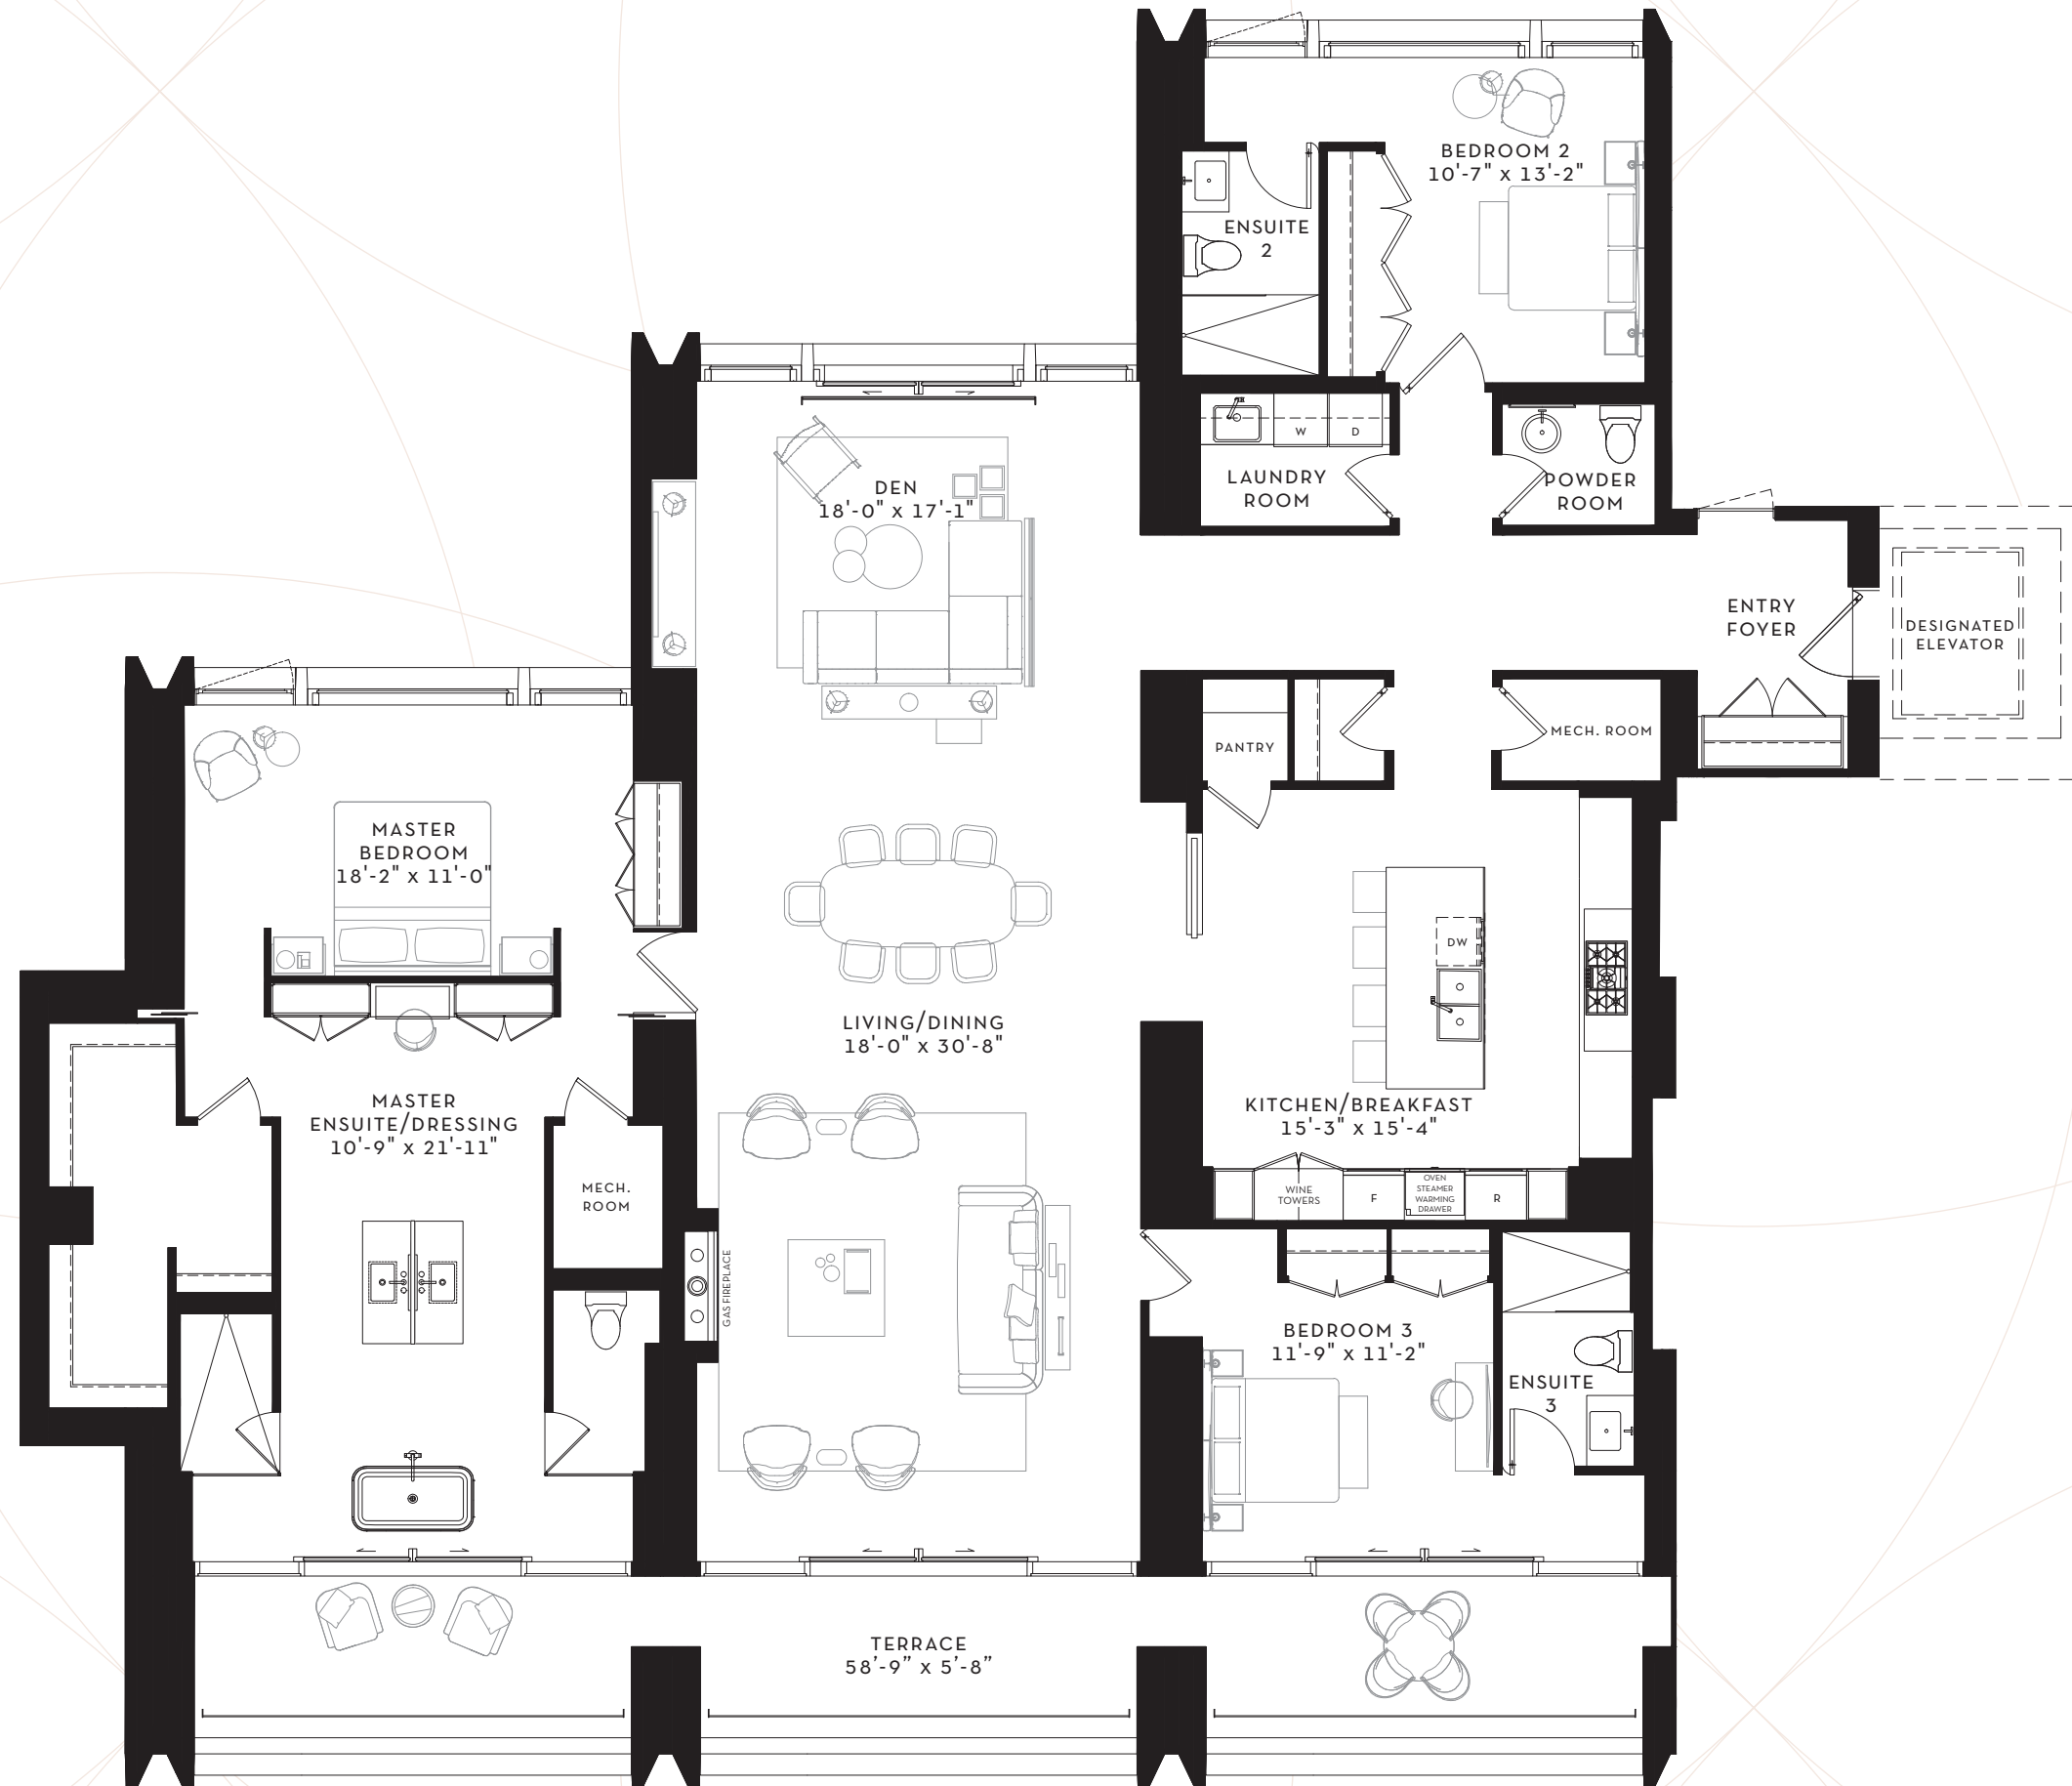 BEDROOM 2
10'-7" x 13'-2"
ENSUITE
2
W
D
LAUNDRY
ROOM
POWDER
ROOM
DEN
18'-0" x 17'-1"
ENTRY
FOYER
DESIGNATED
ELEVATOR
PANTRY
MECH. ROOM
MASTER
BEDROOM
18'-2" x 11'-0"
DW
LIVING/DINING
18'-0" x 30'-8"
MASTER
ENSUITE/DRESSING
10'-9" x 21'-11"
KITCHEN/BREAKFAST
15'-3" x 15'-4"
MECH.
ROOM
WINE
TOWERS
F
OVEN
STEAMER
WARMING
DRAWER
R
GAS FIREPLACE
BEDROOM 3
11'-9" x 11'-2"
ENSUITE
3
TERRACE
58’-9” x 5’-8”